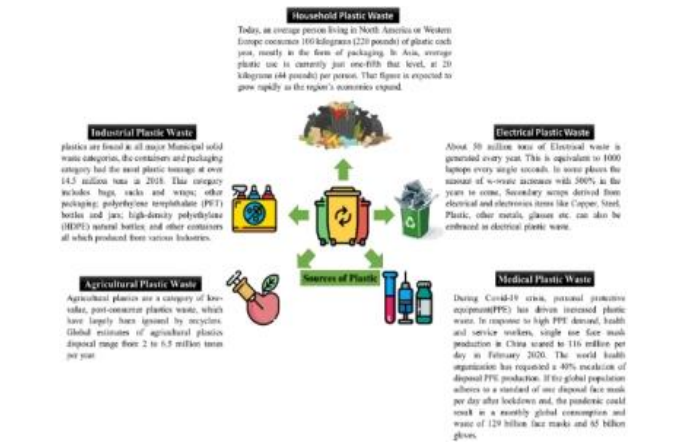 Household Plastic Waste
Today, an average person living in North America or Western
Europe consumes 100 kilograms (220 pounds) of plastic each
year, mostly in the form of packaging. In Asia, average
plastic use is currently just one-fifth that level, at 20
kilograms (44 pounds) per person. That figure is expected to
grow rapidly as the region's economies expand.
Industrial Plastic Waste
plastics are found in all major Municipal solid
waste categories, the containers and packaging
category had the most plastic tonnage at over
14.5 million tons in 2018. This category
includes bags, sacks and wraps; other
packaging; polyethylene terephthalate (PET)
bottles and jars; high-density polyethylene
(HDPE) natural bottles; and other containers
all which produced from various Industries.
Electrical Plastic Waste
About 50 million tons of Electrical waste is
generated every year. This is equivalent to 1000
laptops every single seconds. In some places the
amount of w-waste increases with 500% in the
years to come, Secondary scraps derived from
electrical and electronics items like Copper, Steel,
Plastic, other metals, glasses etc. can also be
embraced as electrical plastic waste.
Sources of Plastic
Agricultural Plastic Waste
Agricultural plastics are a category of low-
value, post-consumer plastics waste, which
have largely been ignored by recyclers.
Global estimates of agricultural plastics
disposal range from 2 to 6.5 million tones
per year.
Medical Plastic Waste
During Covid-19 crisis, personal protective
equipment(PPE) has driven increased plastic
waste. In response to high PPE demand, health
and service workers, single use face mask
production in China soared to 116 million per
day in February 2020. The world health
organization has requested a 40% escalation of
disposal PPE production. If the global population
adheres to a standard of one disposal face mask
per day after lockdown end, the pandemic could
result in a monthly global consumption and
waste of 129 billion face masks and 65 billion
gloves.